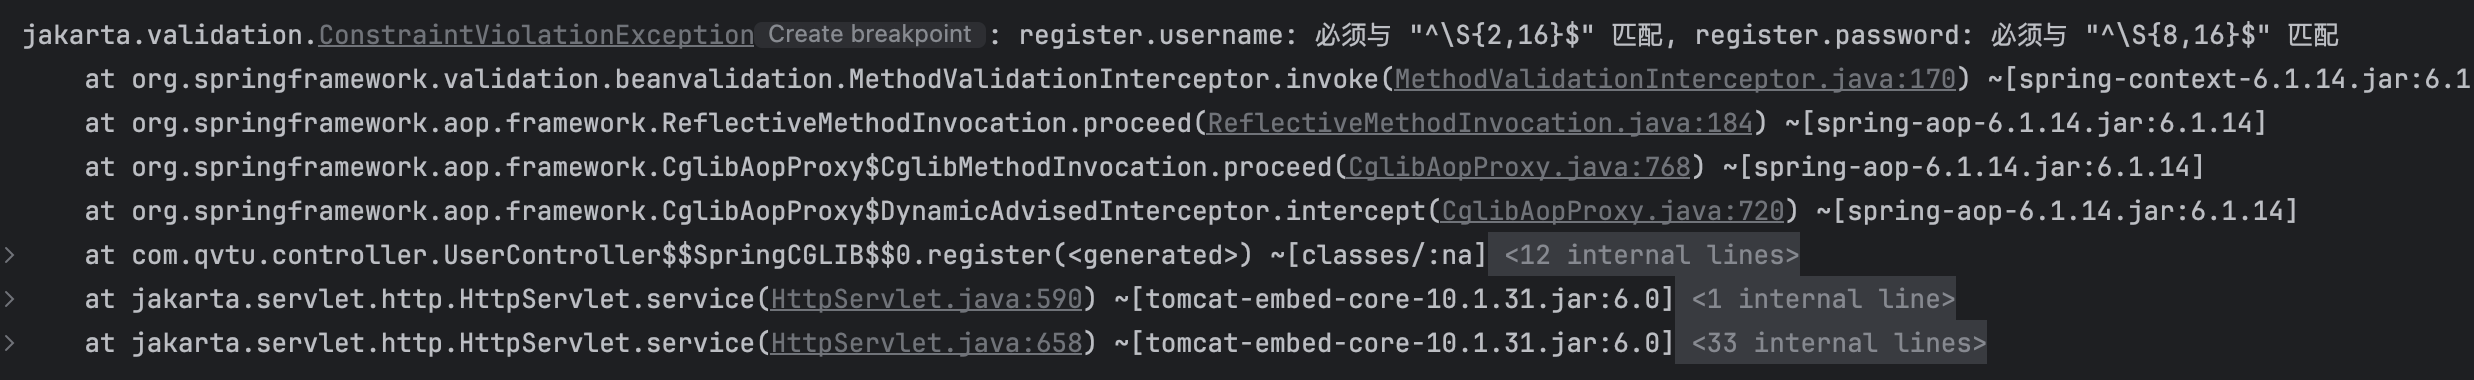 jakarta.validation.ConstraintViolationException Create breakpoint : register.username: 必须与 "^\S{2,16}$" 匹配, register.password: 必须与 "^\S{8,16}$" 匹配
at org.springframework.validation.beanvalidation.MethodValidationInterceptor.invoke(MethodValidationInterceptor.java:170) ~[spring-context-6.1.14.jar:6.1
at org.springframework.aop.framework.ReflectiveMethodInvocation.proceed(ReflectiveMethodInvocation.java:184) ~[spring-aop-6.1.14.jar:6.1.14]
at org.springframework.aop.framework.CglibAopProxy$CglibMethodInvocation.proceed(CglibAopProxy.java:768) ~[spring-aop-6.1.14.jar:6.1.14]
at org.springframework.aop.framework.CglibAopProxy$DynamicAdvisedInterceptor.intercept(CglibAopProxy.java:720) ~[spring-aop-6.1.14.jar:6.1.14]
at com.qvtu.controller.UserController$$SpringCGLIB$$0.register(<generated>) ~[classes/:na] <12 internal lines>
at jakarta.servlet.http.HttpServlet.service(HttpServlet.java:590) ~[tomcat-embed-core-10.1.31.jar:6.0] <1 internal line>
at jakarta.servlet.http.HttpServlet.service(HttpServlet.java:658) ~[tomcat-embed-core-10.1.31.jar:6.0] <33 internal lines>